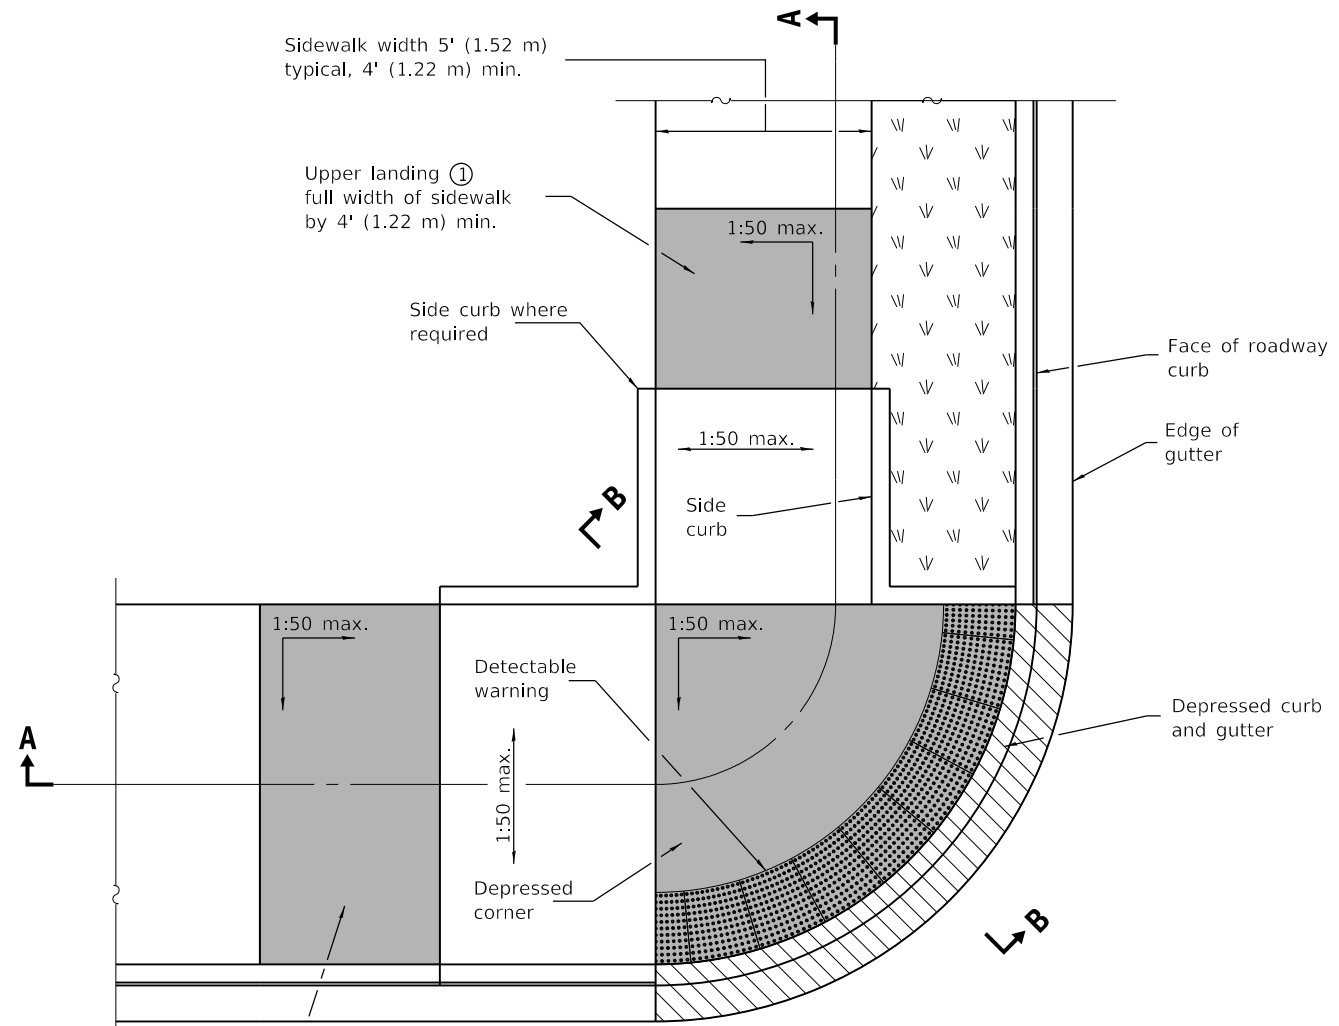 A
Sidewalk width 5' (1.52 m)
typical, 4' (1.22 m) min.
Upper landing ①
full width of sidewalk
by 4' (1.22 m) min.
1:50 max.
Side curb where
required
Face of roadway
curb
1:50 max.
Edge of
gutter
B
Side
curb
1:50 max.
1:50 max.
Detectable
warning
Depressed curb
and gutter
A
1:50 max.
Depressed
corner
B